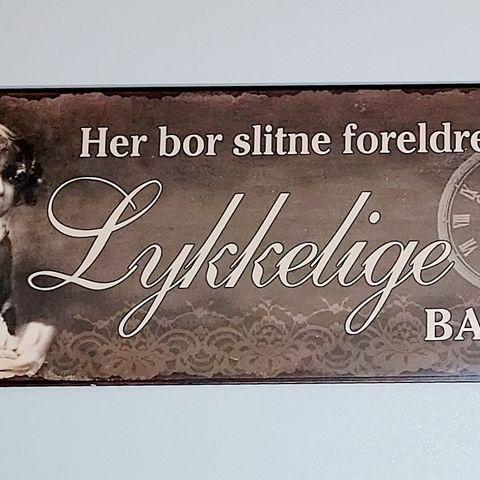 Her bor slitne foreldre
Lykkelige
BA